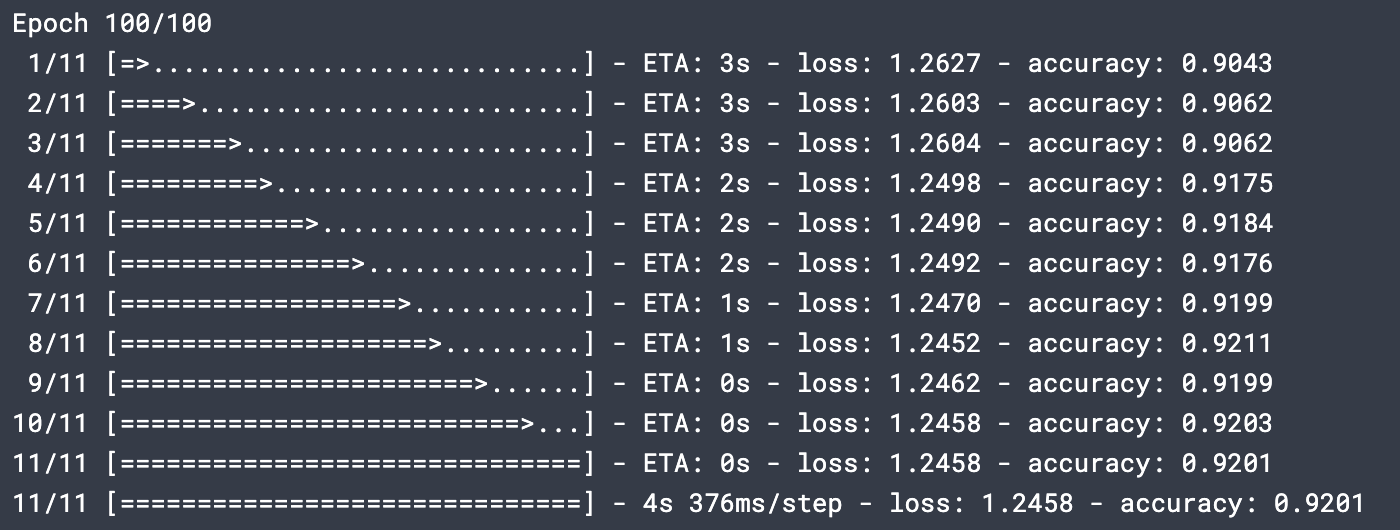 Epoch 100/100
1/11 [=>............................] - ETA: 3s - loss: 1.2627 - accuracy: 0.9043
2/11 [====>.........................] - ETA: 3s - loss: 1.2603 - accuracy: 0.9062
3/11 [=======>......................] - ETA: 3s - loss: 1.2604 - accuracy: 0.9062
4/11 [=========>....................] - ETA: 2s - loss: 1.2498 - accuracy: 0.9175
5/11 [============>.................] - ETA: 2s - loss: 1.2490 - accuracy: 0.9184
6/11 [===============>..............] - ETA: 2s - loss: 1.2492 - accuracy: 0.9176
7/11 [==================>...........] - ETA: 1s - loss: 1.2470 - accuracy: 0.9199
8/11 [====================>.........] - ETA: 1s - loss: 1.2452 - accuracy: 0.9211
9/11 [=======================>......] - ETA: 0s - loss: 1.2462 - accuracy: 0.9199
10/11 [==========================>...] - ETA: 0s - loss: 1.2458 - accuracy: 0.9203
11/11 [==============================] - ETA: 0s - loss: 1.2458 - accuracy: 0.9201
11/11 [==============================] - 4s 376ms/step - loss: 1.2458 - accuracy: 0.9201